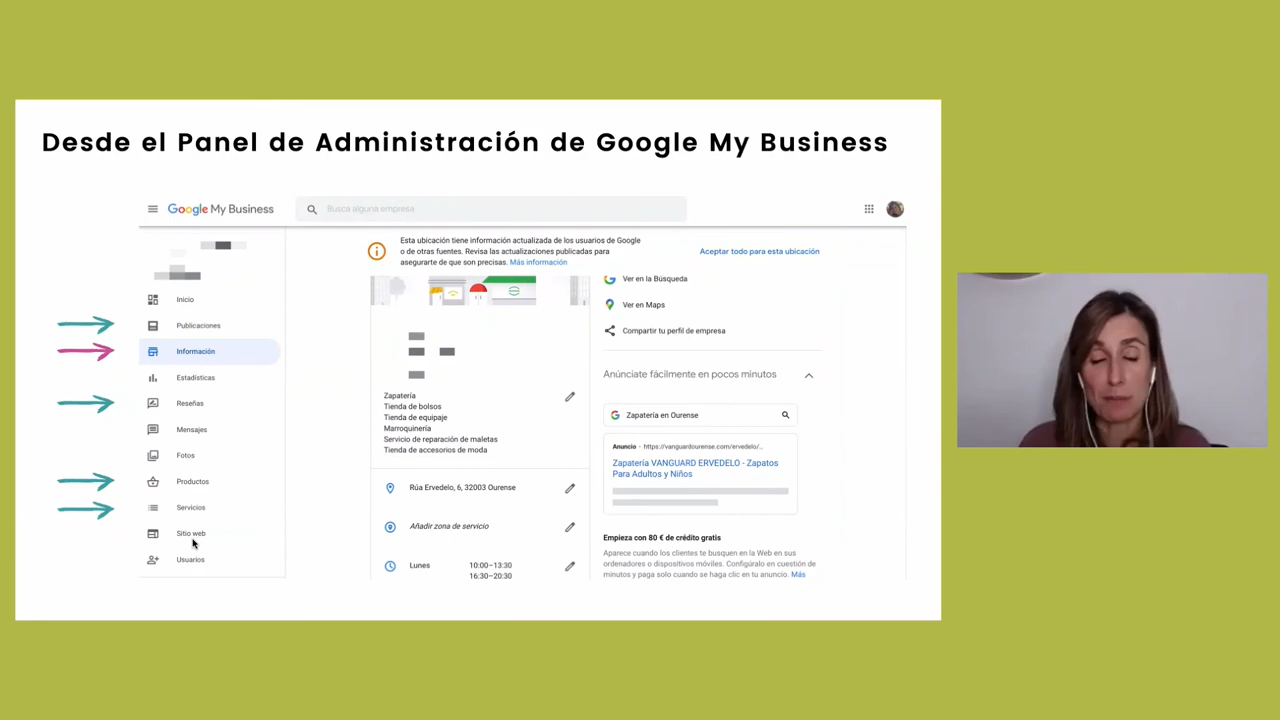 Desde el Panel de Administración de Google My Business
Google My Business
Busca alguna empresa
Esta ubicación tiene información actualizada de los usuarios de Google
o de otras fuentes. Revisa las actualizaciones publicadas para
asegurarte de que son precisas. Más información
Aceptar todo para esta ubicación
Inicio
Publicaciones
Información
Estadísticas
Reseñas
Mensajes
Fotos
Productos
Servicios
Sitio web
Usuarios
Zapatería
Tienda de bolsos
Tienda de equipaje
Marroquinería
Servicio de reparación de maletas
Tienda de accesorios de moda
Rúa Ervedelo, 6, 32003 Ourense
Añadir zona de servicio
Lunes
10:00–13:30
16:30–20:30
Ver en la Búsqueda
Ver en Maps
Compartir tu perfil de empresa
Anúnciate fácilmente en pocos minutos
Zapatería en Ourense
Anuncio - https://vanguardourense.com/ervedelo/..
Zapatería VANGUARD ERVEDELO - Zapatos
Para Adultos y Niños
Empieza con 80 € de crédito gratis
Aparece cuando los clientes te busquen en la Web en sus
ordenadores o dispositivos móviles. Configúralo en cuestión de
minutos y paga solo cuando se haga clic en tu anuncio. Más